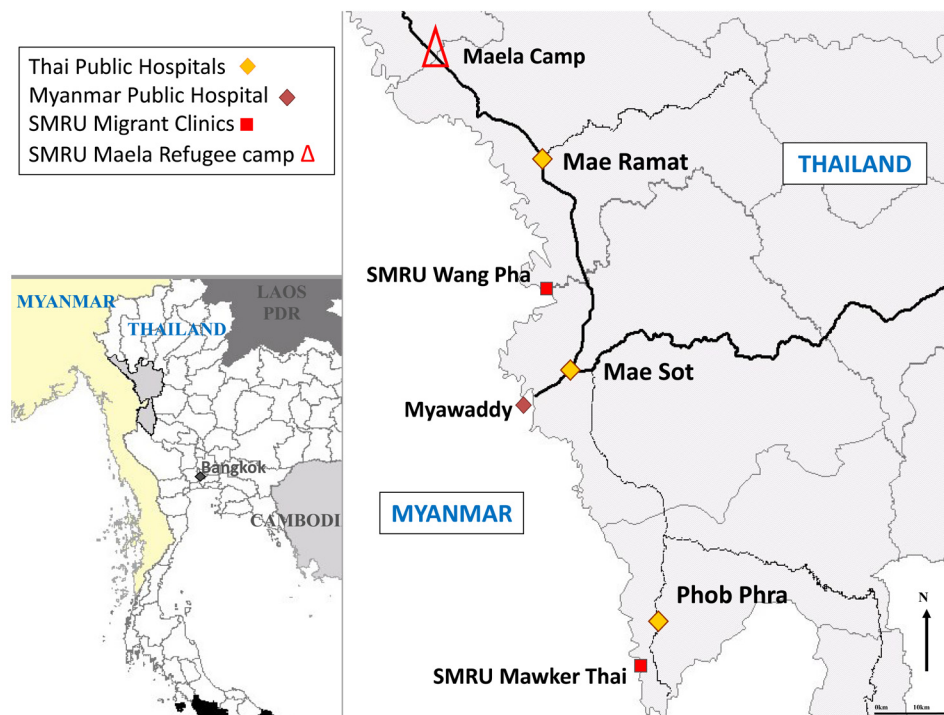 Thai Public Hospitals
Myanmar Public Hospital
SMRU Migrant Clinics
SMRU Maela Refugee camp
MYANMAR
THAILAND
LAOS
PDR
Bangkok
CAMBODI
Maela Camp
Mae Ramat
THAILAND
SMRU Wang Pha
Mae Sot
Myawaddy
MYANMAR
Phob Phra
N
SMRU Mawker Thai
0km 10km